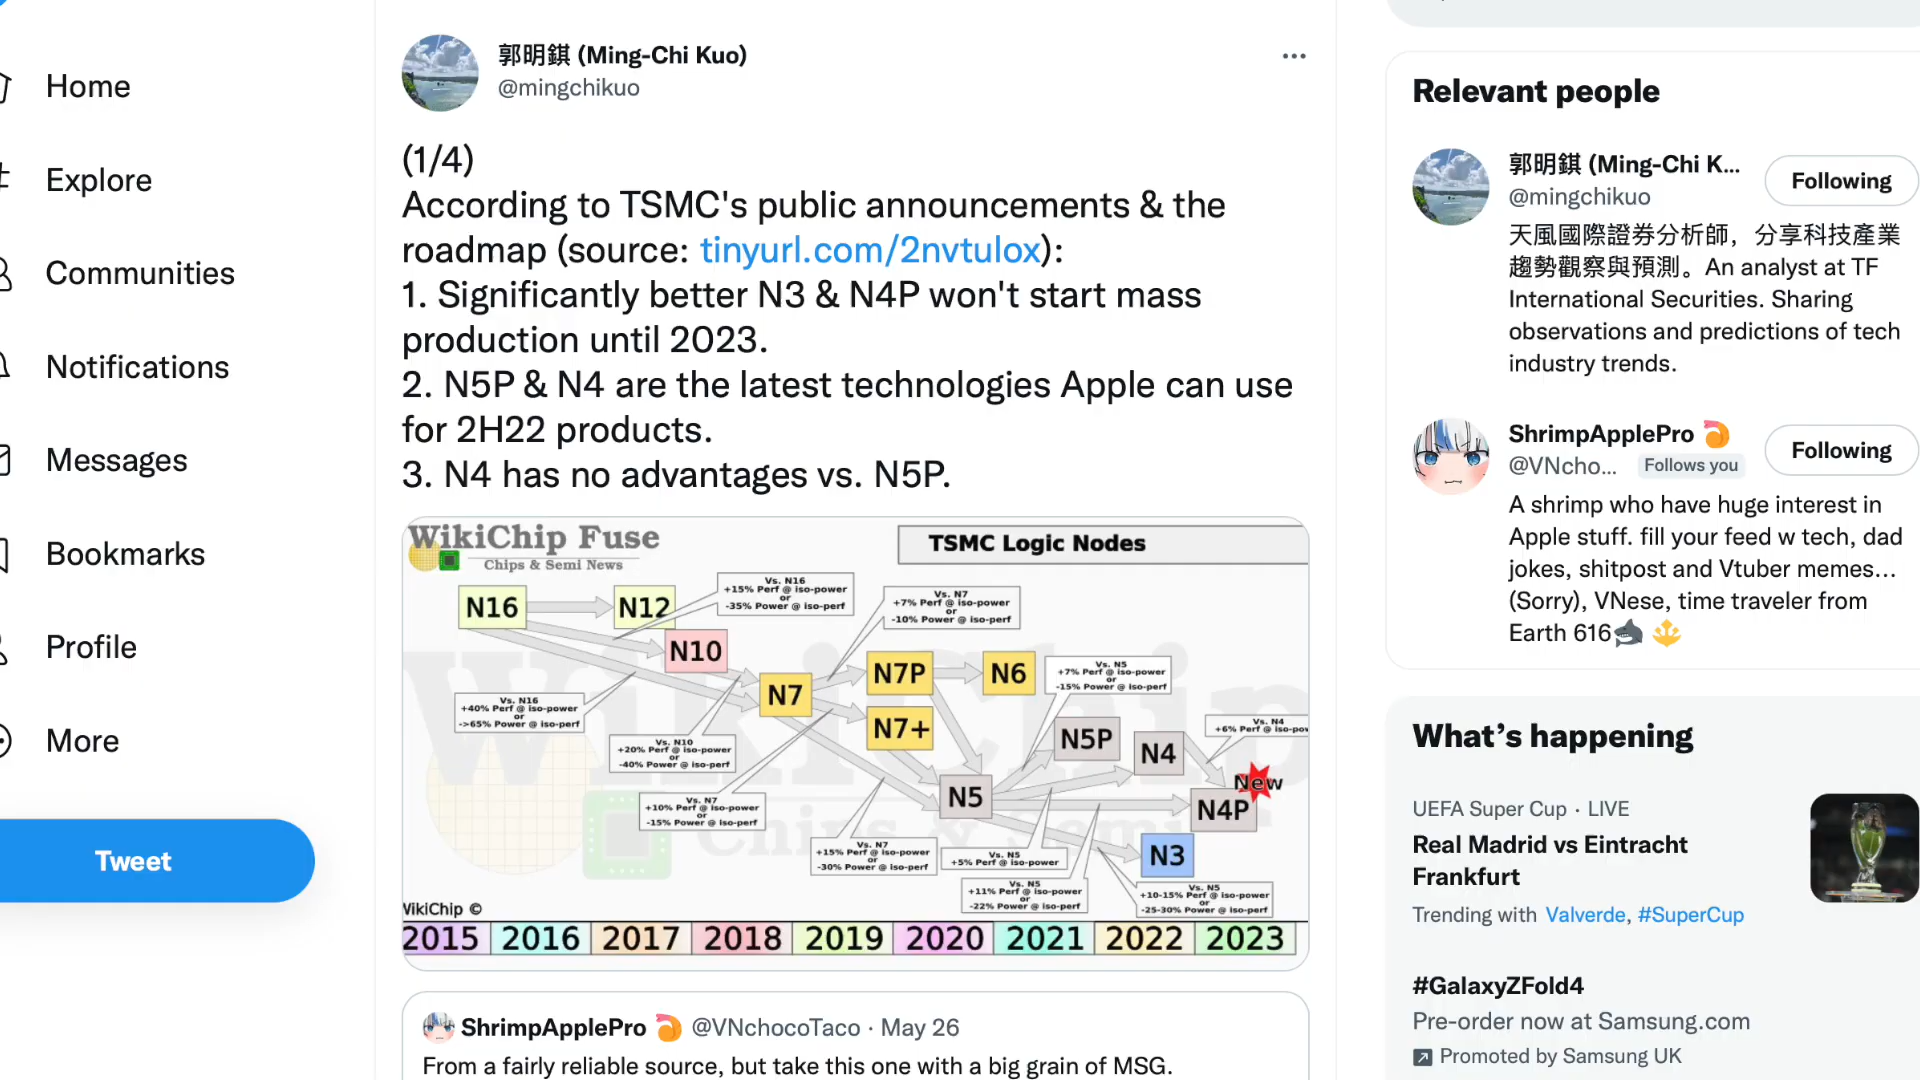 Home
Explore
Communities
Notifications
Messages
Bookmarks
Profile
More
Tweet
郭明錤 (Ming-Chi Kuo)
@mingchikuo
(1/4)
According to TSMC's public announcements & the
roadmap (source: tinyurl.com/2nvtulox):
1. Significantly better N3 & N4P won't start mass
production until 2023.
2. N5P & N4 are the latest technologies Apple can use
for 2H22 products.
3. N4 has no advantages vs. N5P.
WikiChip Fuse
Chips & Semi News
TSMC Logic Nodes
N16
N12
Vs. N16
+15% Perf @ iso-power
or
-35% Power @ iso-perf
Vs. N7
+7% Perf @ iso-power
or
-10% Power @ iso-perf
N10
N7
N7P
N6
Vs. N5
+7% Perf @ iso-power
or
-15% Power @ iso-perf
Vs. N16
+40% Perf @ iso-power
or
->65% Power @ iso-perf
N7+
N5P
N4
Vs. N4
+6% Perf @ iso-pow
Vs. N10
+20% Perf @ iso-power
or
-40% Power @ iso-perf
New
N5
N4P
Vs. N7
+10% Perf @ iso-power
or
-15% Power @ iso-perf
Vs. N7
+15% Perf @ iso-power
or
-30% Power @ iso-perf
Vs. N5
+5% Perf @ iso-power
N3
Vs. N5
+11% Perf @ iso-power
or
-22% Power @ iso-perf
Vs. N5
+10-15% Perf @ iso-power
or
-25-30% Power @ iso-perf
WikiChip
Chips & Semi
WikiChip ©
2015 2016 2017 2018 2019 2020 2021 2022 2023
ShrimpApplePro @VNchocoTaco · May 26
From a fairly reliable source, but take this one with a big grain of MSG.
Relevant people
郭明錤 (Ming-Chi K...
@mingchikuo
Following
天風國際證券分析師，分享科技產業
趨勢觀察與預測。An analyst at TF
International Securities. Sharing
observations and predictions of tech
industry trends.
ShrimpApplePro
@VNcho... Follows you
Following
A shrimp who have huge interest in
Apple stuff. fill your feed w tech, dad
jokes, shitpost and Vtuber memes...
(Sorry), VNese, time traveler from
Earth 616
What's happening
UEFA Super Cup · LIVE
Real Madrid vs Eintracht
Frankfurt
Trending with Valverde, #SuperCup
#GalaxyZFold4
Pre-order now at Samsung.com
Promoted by Samsung UK